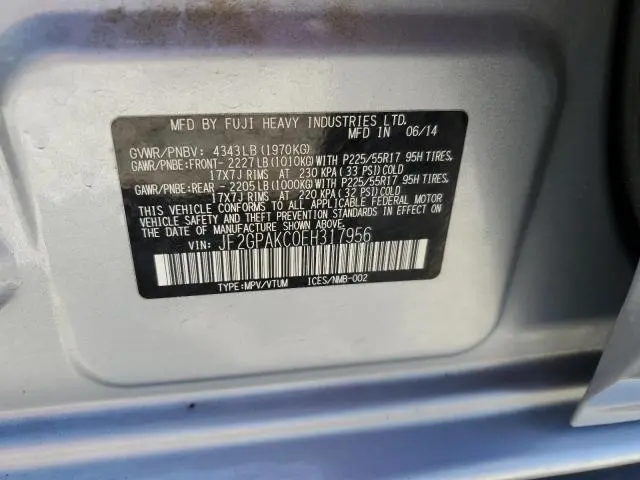 MFD BY FUJI HEAVY INDUSTRIES LTD.
MFD IN 06/14
GVWR/PNBV: 4343LB (1970KG)
GAWR/PNBE:FRONT- 2227LB(1010KG)WITH P225/55R17 95H TIRES,
17X7J RIMS AT 230 KPA( 33 PSI)COLD
GAWR/PNBE:REAR - 2205LB(1000KG)WITH P225/55R17 95H TIRES,
17X7J RIMS AT 220 KPA( 32 PSI)COLD
THIS VEHICLE CONFORMS TO ALL APPLICABLE FEDERAL MOTOR
VEHICLE SAFETY AND THEFT PREVENTION STANDARDS IN EFFECT ON
THE DATE OF MANUFACTURE SHOWN ABOVE.
VIN: JF2GPAKC0EH317956
TYPE:MPV/VTUM ICES/NMB-002